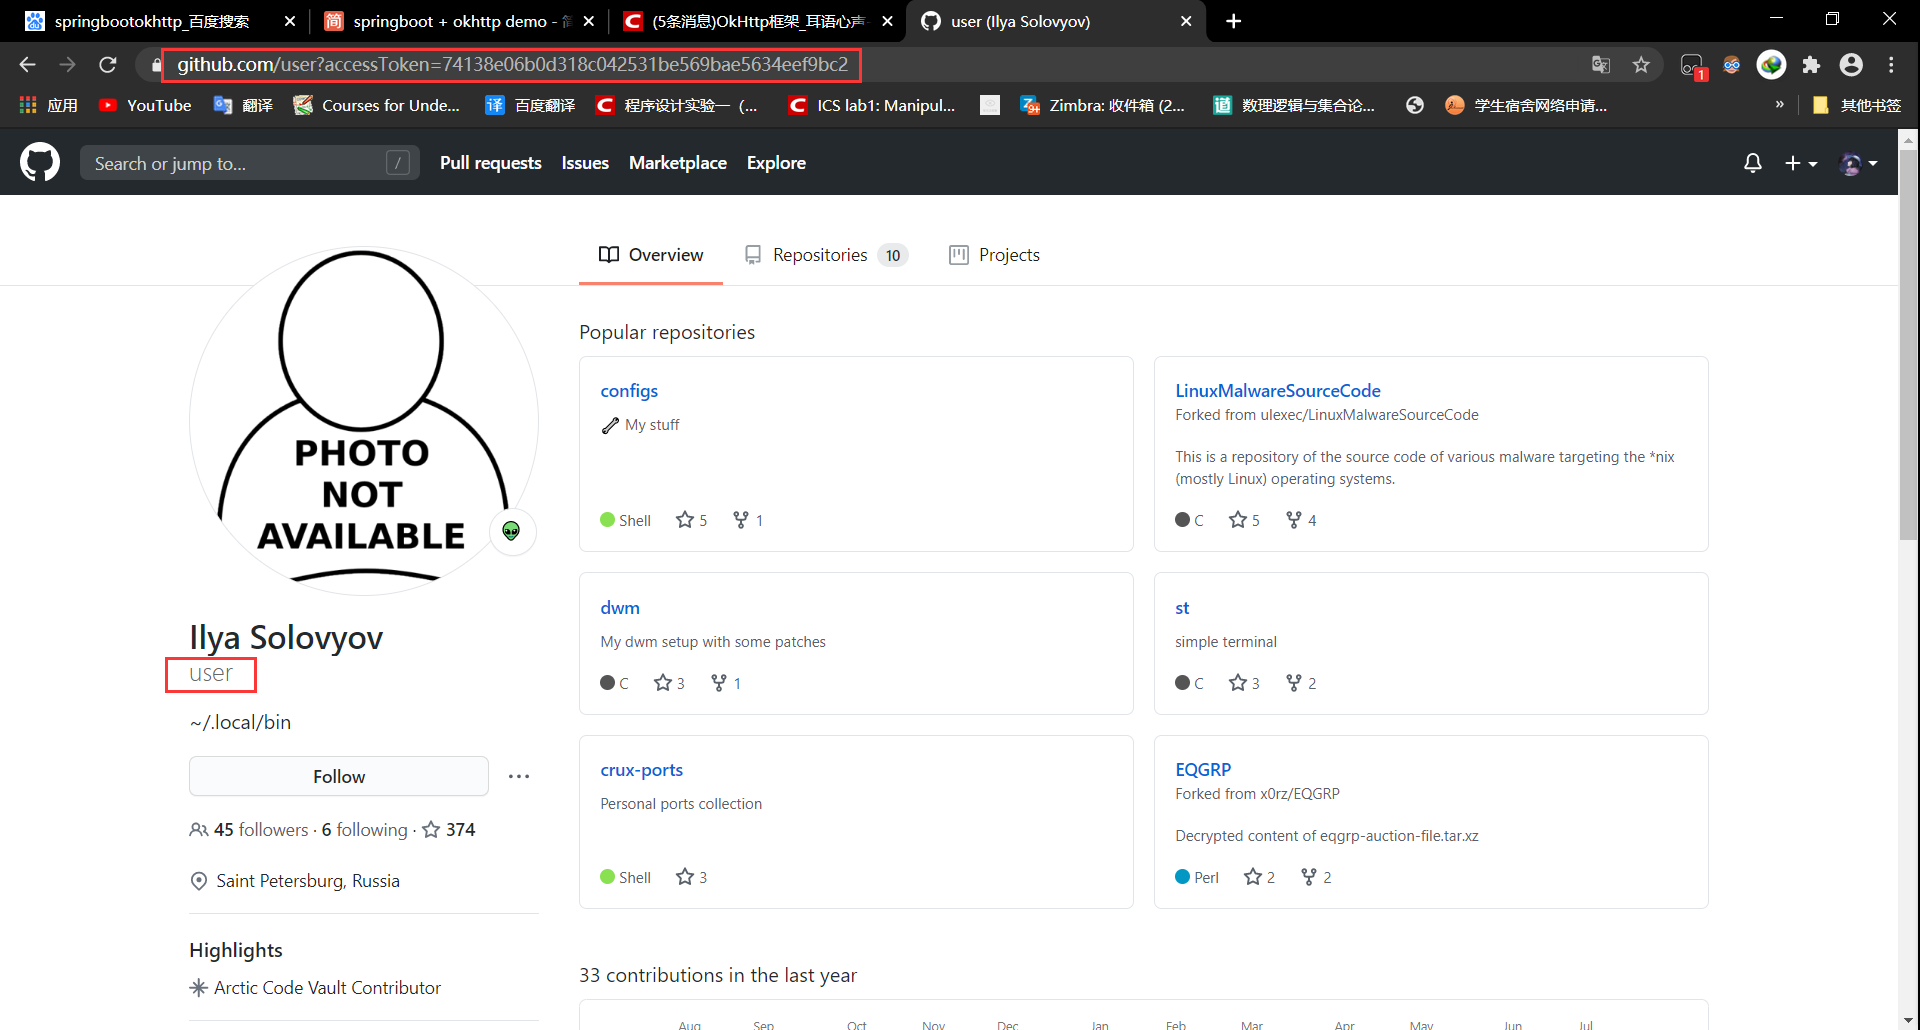 springbootokhttp_百度搜索
springboot + okhttp demo - 简
(5条消息)OkHttp框架_耳语心声
user (Ilya Solovyov)
github.com/user?accessToken=74138e06b0d318c042531be569bae5634eef9bc2
1
应用
YouTube
翻译
Courses for Unde...
译 百度翻译
程序设计实验一（...
ICS lab1: Manipul...
Zimbra: 收件箱 (2...
道 数理逻辑与集合论...
学生宿舍网络申请...
»
其他书签
Search or jump to... /
Pull requests
Issues
Marketplace
Explore
Overview
Repositories 10
Projects
PHOTO
NOT
AVAILABLE
Ilya Solovyov
user
~/.local/bin
Follow
45 followers · 6 following · 374
Saint Petersburg, Russia
Highlights
Arctic Code Vault Contributor
Popular repositories
configs
My stuff
Shell 5 1
LinuxMalwareSourceCode
Forked from ulexec/LinuxMalwareSourceCode
This is a repository of the source code of various malware targeting the *nix
(mostly Linux) operating systems.
C 5 4
dwm
My dwm setup with some patches
C 3 1
st
simple terminal
C 3 2
crux-ports
Personal ports collection
Shell 3
EQGRP
Forked from x0rz/EQGRP
Decrypted content of eqgrp-auction-file.tar.xz
Perl 2 2
33 contributions in the last year
Aug Sep Oct Nov Dec Jan Feb Mar Apr May Jun Jul